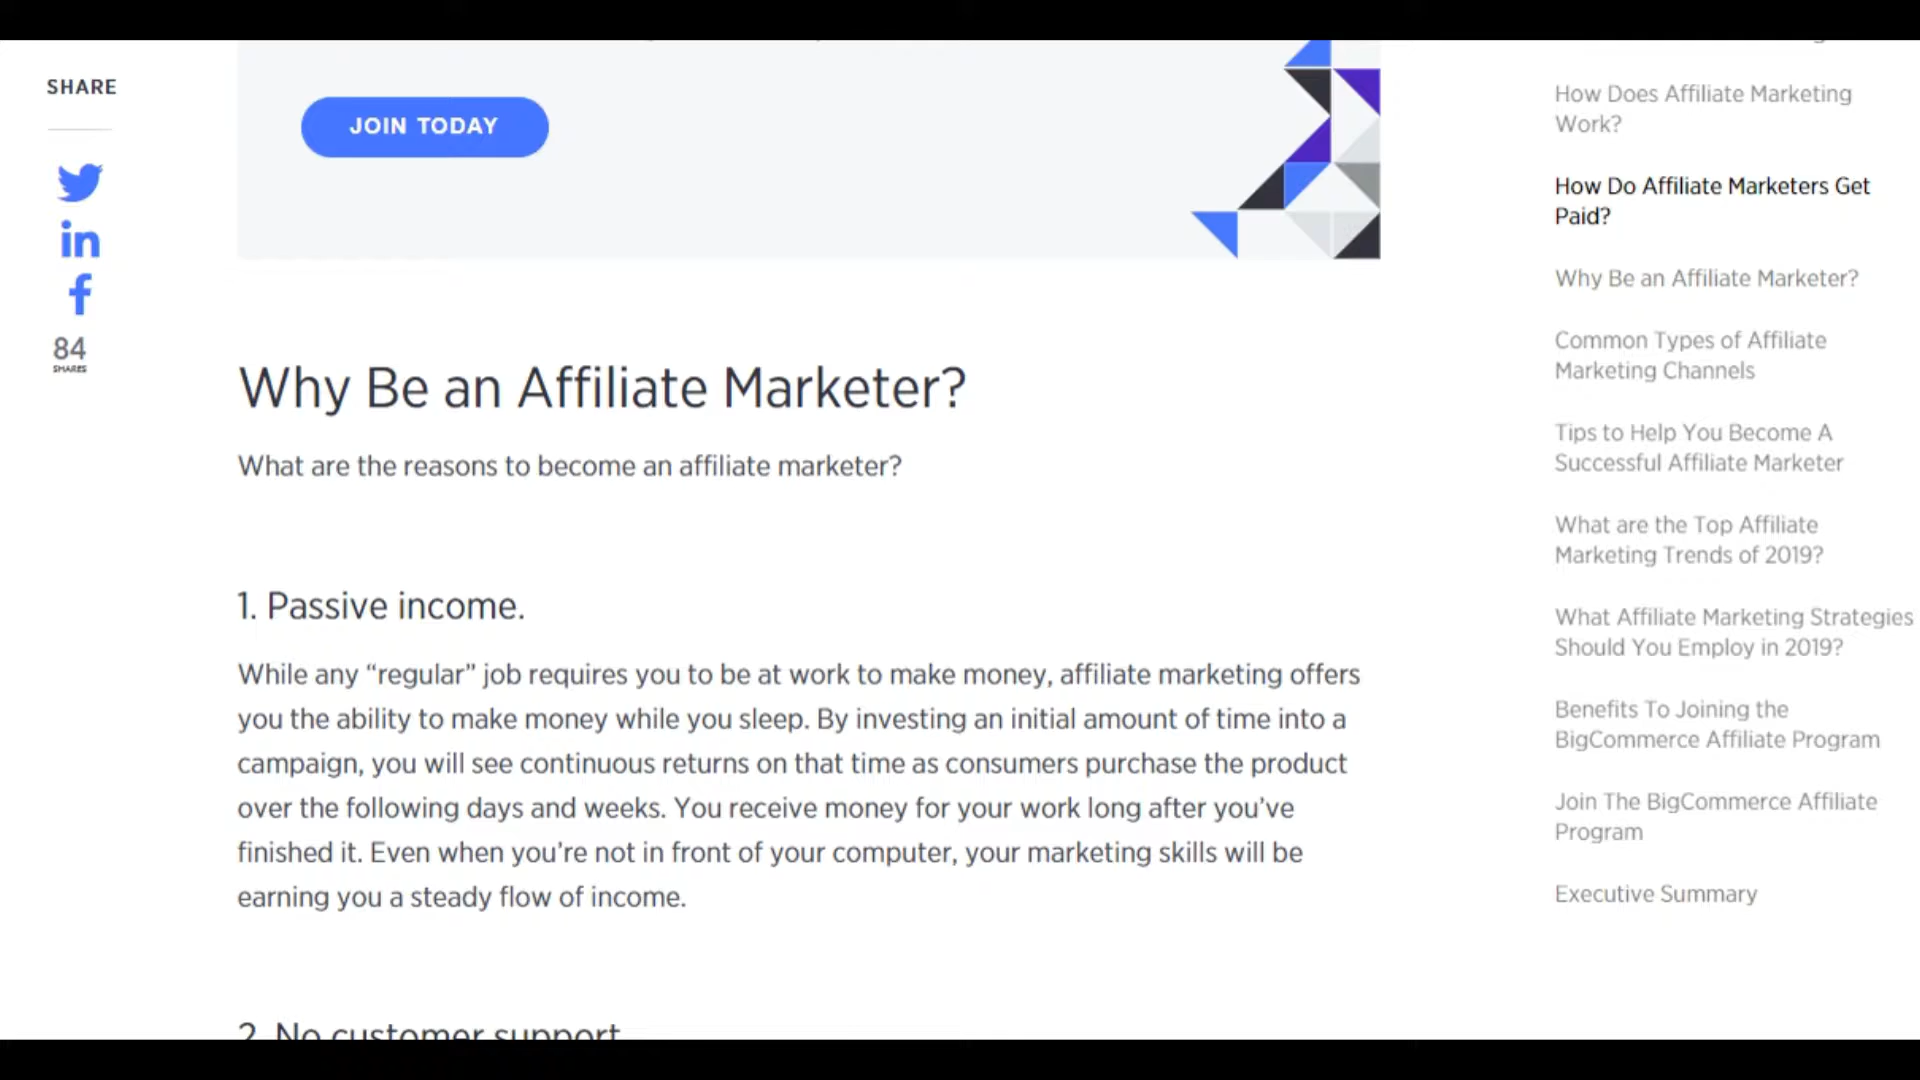 SHARE
84
SHARES
JOIN TODAY
Why Be an Affiliate Marketer?
What are the reasons to become an affiliate marketer?
1. Passive income.
While any “regular” job requires you to be at work to make money, affiliate marketing offers
you the ability to make money while you sleep. By investing an initial amount of time into a
campaign, you will see continuous returns on that time as consumers purchase the product
over the following days and weeks. You receive money for your work long after you’ve
finished it. Even when you’re not in front of your computer, your marketing skills will be
earning you a steady flow of income.
2. No customer support
How Does Affiliate Marketing
Work?
How Do Affiliate Marketers Get
Paid?
Why Be an Affiliate Marketer?
Common Types of Affiliate
Marketing Channels
Tips to Help You Become A
Successful Affiliate Marketer
What are the Top Affiliate
Marketing Trends of 2019?
What Affiliate Marketing Strategies
Should You Employ in 2019?
Benefits To Joining the
BigCommerce Affiliate Program
Join The BigCommerce Affiliate
Program
Executive Summary